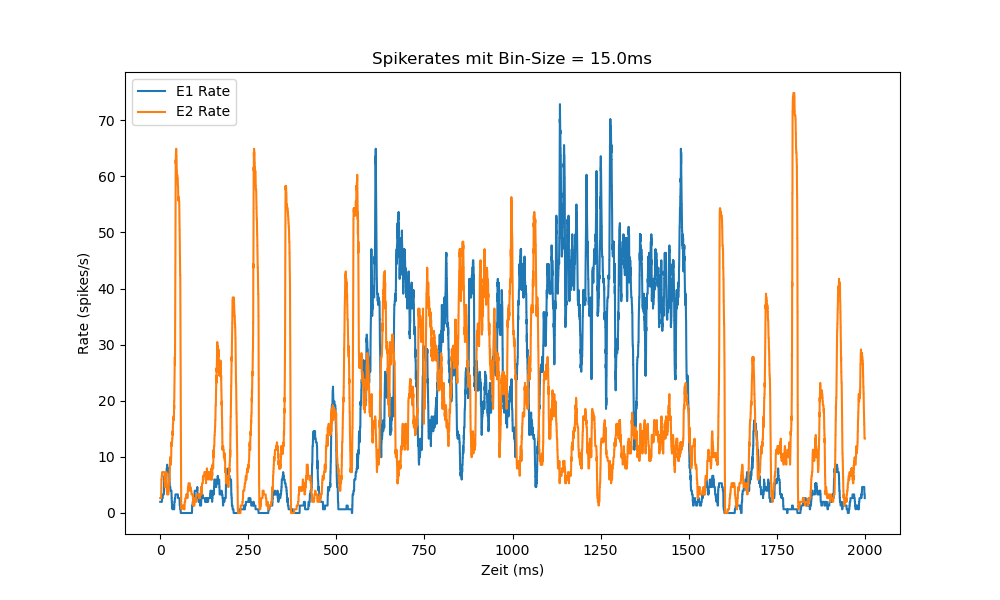 Spikerates mit Bin-Size = 15.0ms
E1 Rate
E2 Rate
Rate (spikes/s)
70
60
50
40
30
20
10
0
0 250 500 750 1000 1250 1500 1750 2000
Zeit (ms)